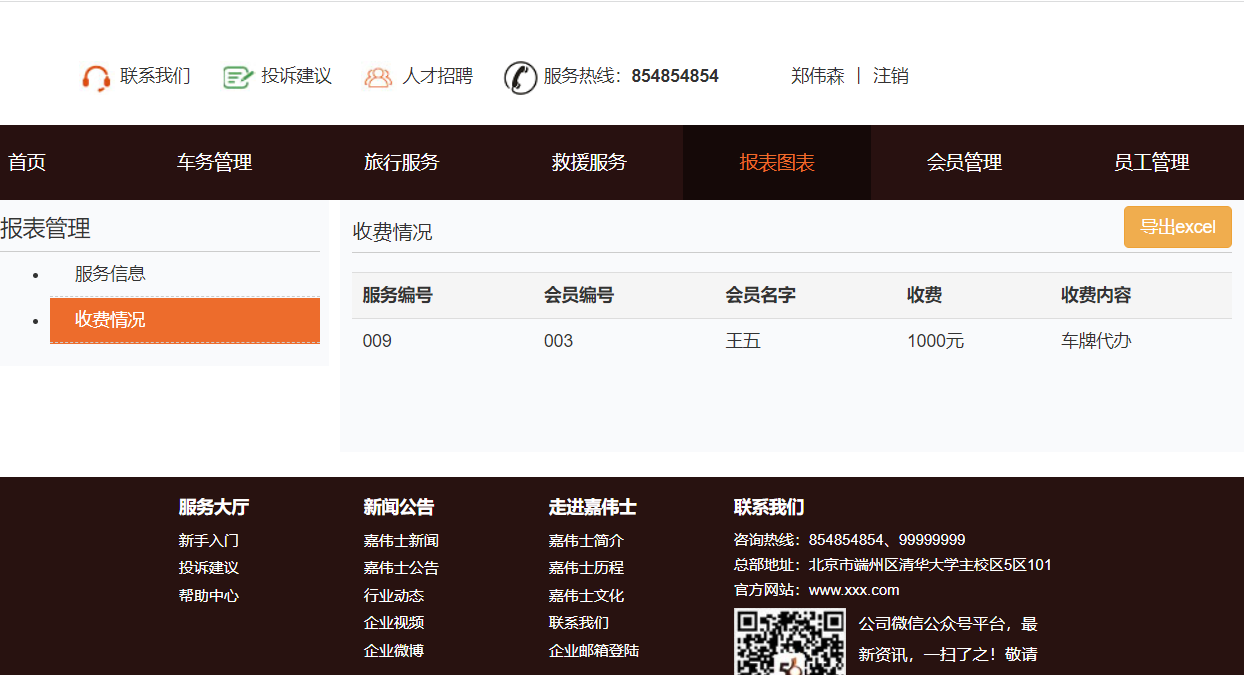 联系我们 投诉建议 人才招聘 服务热线：854854854 郑伟森 | 注销
首页 车务管理 旅行服务 救援服务 报表图表 会员管理 员工管理
报表管理
服务信息
收费情况
收费情况 导出excel
服务编号 会员编号 会员名字 收费 收费内容
009 003 王五 1000元 车牌代办
服务大厅
新手入门
投诉建议
帮助中心
新闻公告
嘉伟士新闻
嘉伟士公告
行业动态
企业视频
企业微博
走进嘉伟士
嘉伟士简介
嘉伟士历程
嘉伟士文化
联系我们
企业邮箱登陆
联系我们
咨询热线：854854854、99999999
总部地址：北京市端州区清华大学主校区5区101
官方网站：www.xxx.com
公司微信公众号平台，最
新资讯，一扫了之！敬请